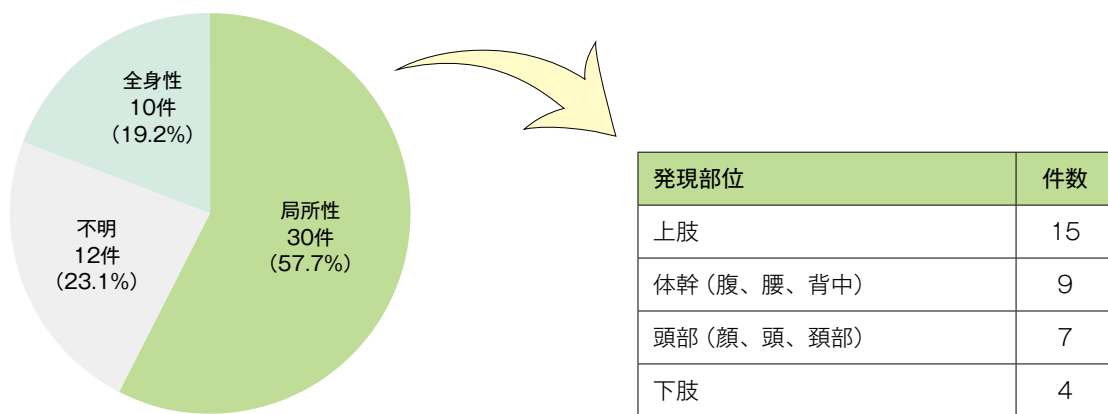 全身性
10件
（19.2%）
不明
12件
（23.1%）
局所性
30件
（57.7%）
発現部位 件数
上肢 15
体幹（腹、腰、背中） 9
頭部（顔、頭、頚部） 7
下肢 4